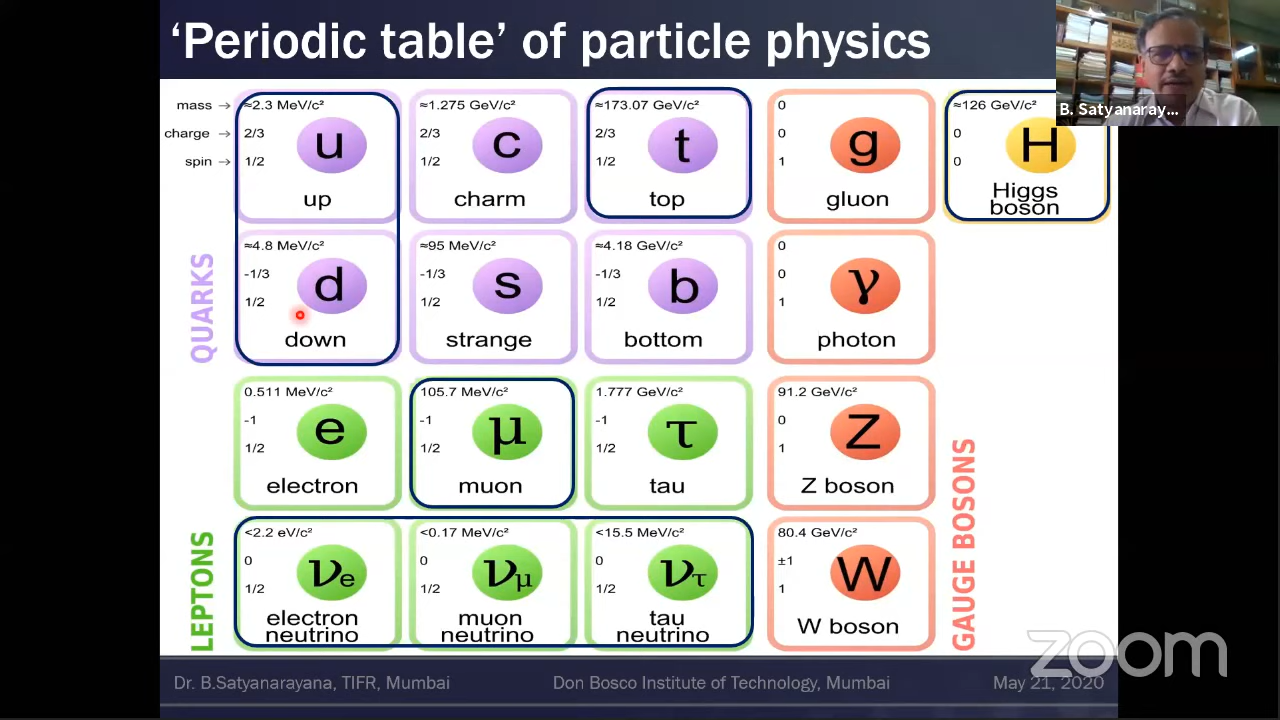 ‘Periodic table’ of particle physics
B. Satyanaray...
mass → ≈2.3 MeV/c²
charge → 2/3
spin → 1/2
u
up
≈1.275 GeV/c²
2/3
1/2
c
charm
≈173.07 GeV/c²
2/3
1/2
t
top
0
0
1
g
gluon
≈126 GeV/c²
0
0
H
Higgs
boson
QUARKS
≈4.8 MeV/c²
-1/3
1/2
d
down
≈95 MeV/c²
-1/3
1/2
s
strange
≈4.18 GeV/c²
-1/3
1/2
b
bottom
0
0
1
γ
photon
0.511 MeV/c²
-1
1/2
e
electron
105.7 MeV/c²
-1
1/2
μ
muon
1.777 GeV/c²
-1
1/2
τ
tau
91.2 GeV/c²
0
1
Z
Z boson
LEPTONS
<2.2 eV/c²
0
1/2
νe
electron
neutrino
<0.17 MeV/c²
0
1/2
νμ
muon
neutrino
<15.5 MeV/c²
0
1/2
ντ
tau
neutrino
80.4 GeV/c²
±1
1
W
W boson
GAUGE BOSONS
Dr. B.Satyanarayana, TIFR, Mumbai
Don Bosco Institute of Technology, Mumbai
May 21, 2020
zoom